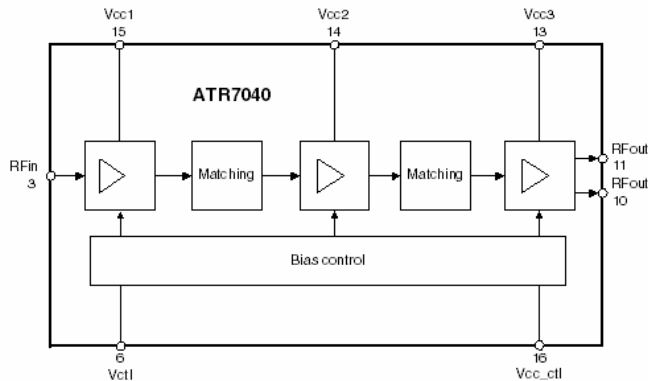 Vcc1
15
Vcc2
14
Vcc3
13
ATR7040
RFin
3
Matching
Matching
RFout
11
RFout
10
Bias control
6
Vctl
16
Vcc_ctl